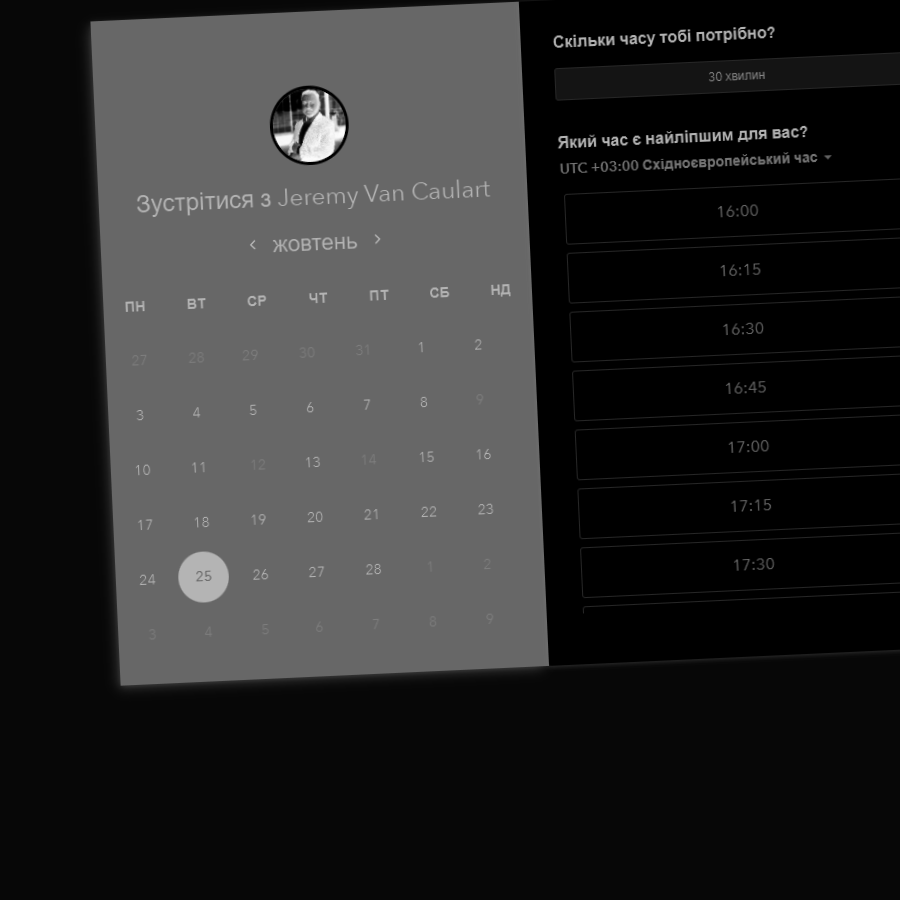 Зустрітися з Jeremy Van Caulart
‹ жовтень ›
ПН ВТ СР ЧТ ПТ СБ НД
27 28 29 30 31 1 2
3 4 5 6 7 8 9
10 11 12 13 14 15 16
17 18 19 20 21 22 23
24 25 26 27 28 1 2
3 4 5 6 7 8 9
Скільки часу тобі потрібно?
30 хвилин
Який час є найліпшим для вас?
UTC +03:00 Східноєвропейський час
16:00
16:15
16:30
16:45
17:00
17:15
17:30